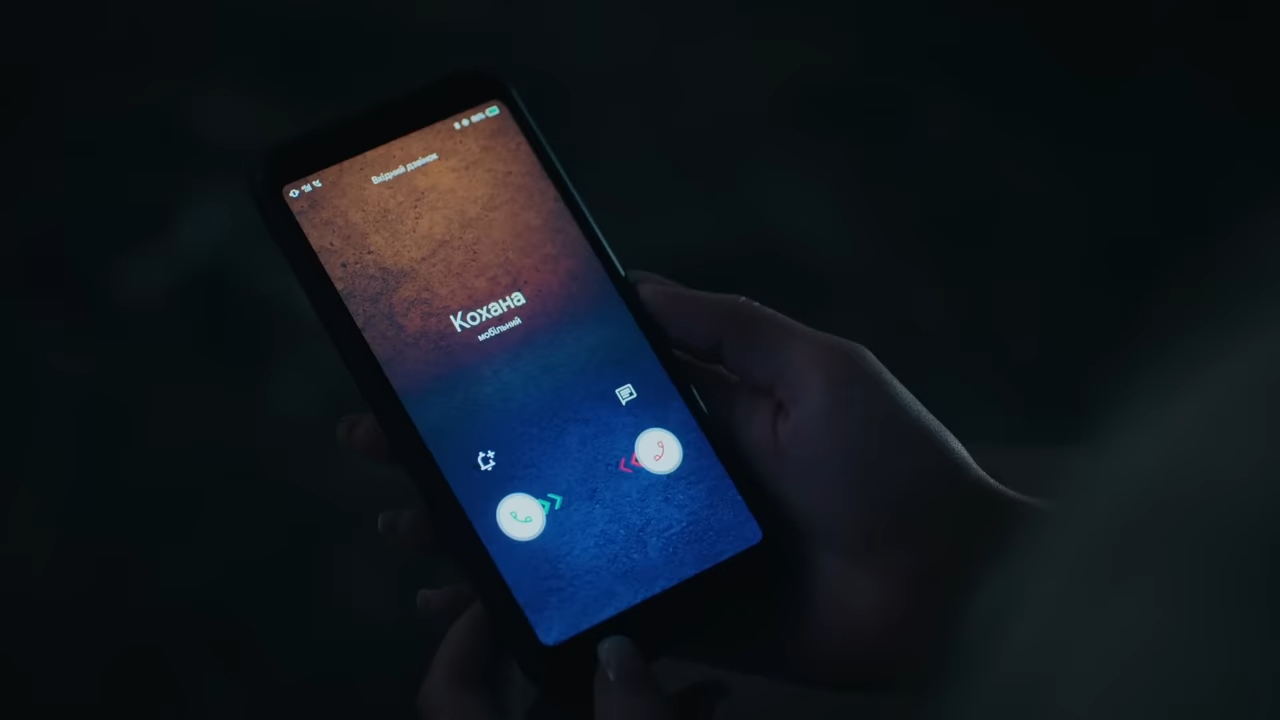 Вхідний дзвінок
Кохана
мобільний